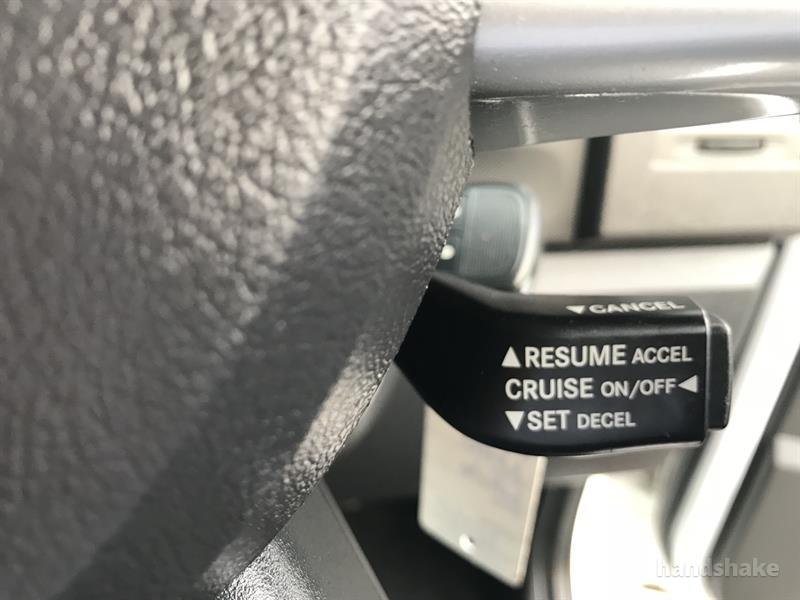 ▼CANCEL
▲RESUME ACCEL
CRUISE ON/OFF◀
▼SET DECEL
handshake